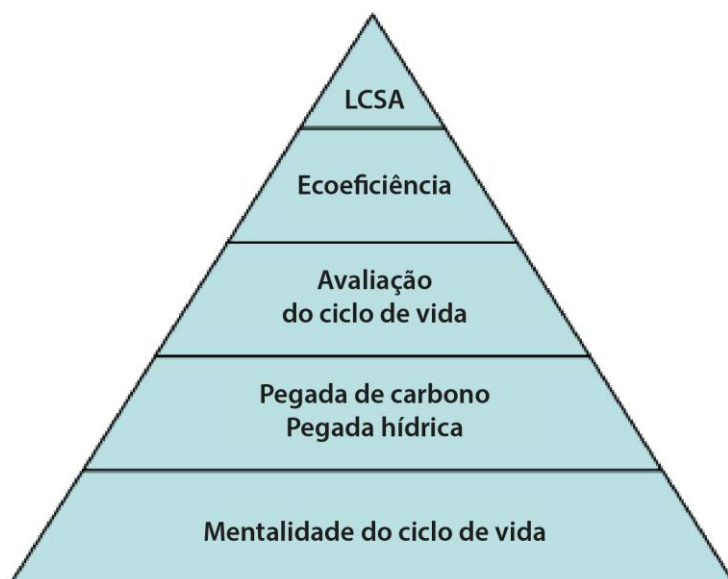 LCSA
Ecoeficiência
Avaliação
do ciclo de vida
Pegada de carbono
Pegada hídrica
Mentalidade do ciclo de vida